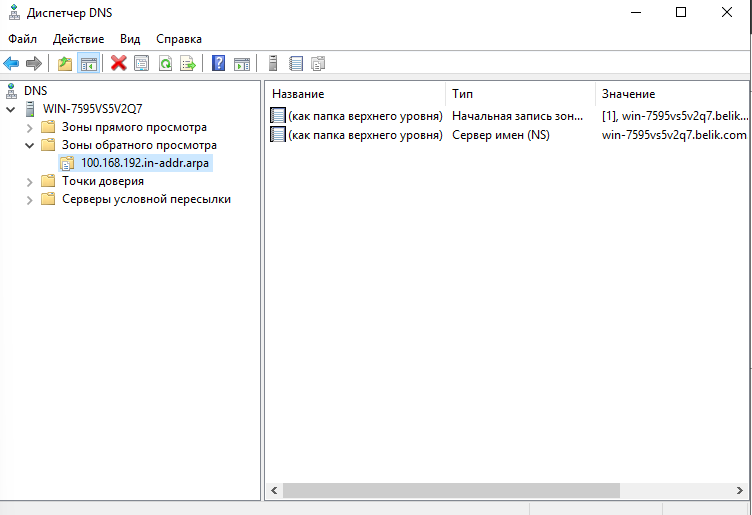 Диспетчер DNS
Файл Действие Вид Справка
DNS
WIN-7595VS5V2Q7
Зоны прямого просмотра
Зоны обратного просмотра
100.168.192.in-addr.arpa
Точки доверия
Серверы условной пересылки
Название Тип Значение
(как папка верхнего уровня) Начальная запись зон... [1], win-7595vs5v2q7.belik...
(как папка верхнего уровня) Сервер имен (NS) win-7595vs5v2q7.belik.com